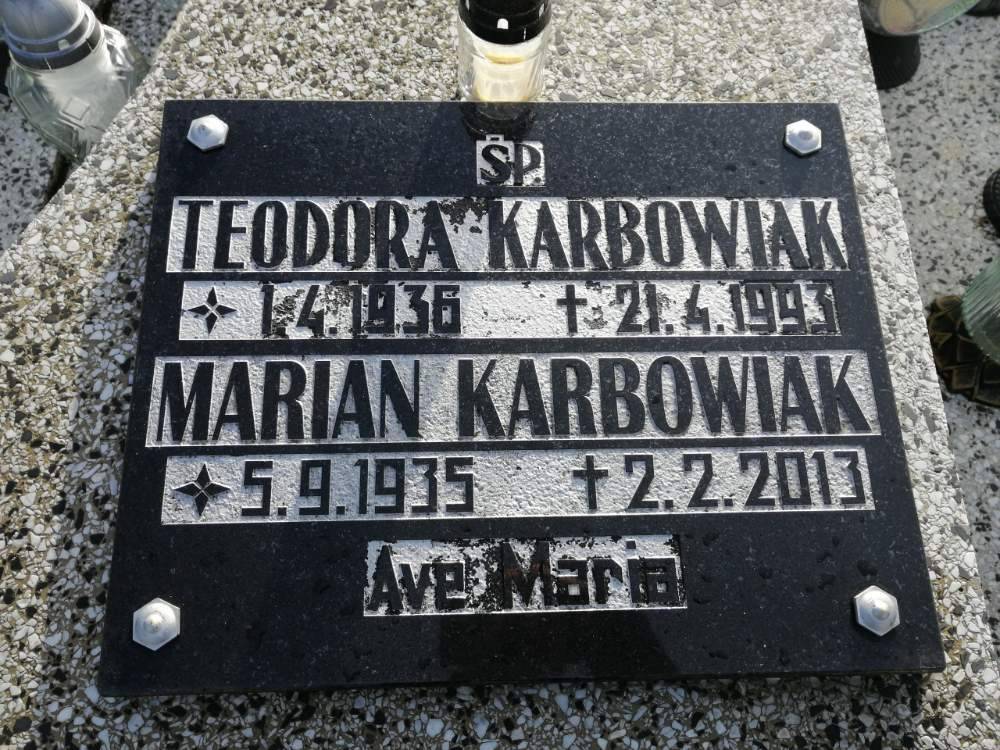 ŚP.
TEODORA KARBOWIAK
1.4.1936 † 21.4.1993
MARIAN KARBOWIAK
5.9.1935 † 2.2.2013
Ave Maria